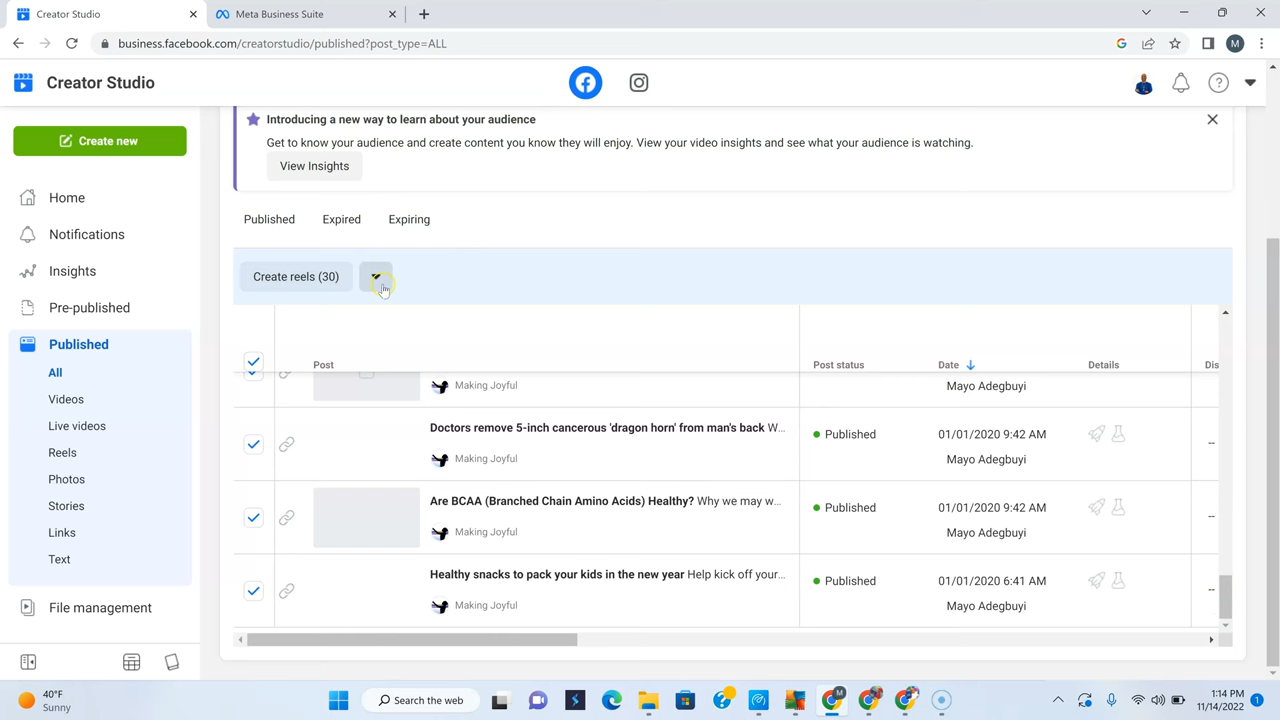 Creator Studio
Meta Business Suite
business.facebook.com/creatorstudio/published?post_type=ALL
M
Creator Studio
Create new
Home
Notifications
Insights
Pre-published
Published
All
Videos
Live videos
Reels
Photos
Stories
Links
Text
File management
Introducing a new way to learn about your audience
Get to know your audience and create content you know they will enjoy. View your video insights and see what your audience is watching.
View Insights
Published Expired Expiring
Create reels (30)
Post Post status Date Details Dis
Making Joyful Mayo Adegbuyi
Doctors remove 5-inch cancerous 'dragon horn' from man's back W... Published 01/01/2020 9:42 AM --
Making Joyful Mayo Adegbuyi
Are BCAA (Branched Chain Amino Acids) Healthy? Why we may w... Published 01/01/2020 9:42 AM --
Making Joyful Mayo Adegbuyi
Healthy snacks to pack your kids in the new year Help kick off your... Published 01/01/2020 6:41 AM --
Making Joyful Mayo Adegbuyi
40°F
Sunny
Search the web
M
1:14 PM
11/14/2022
1